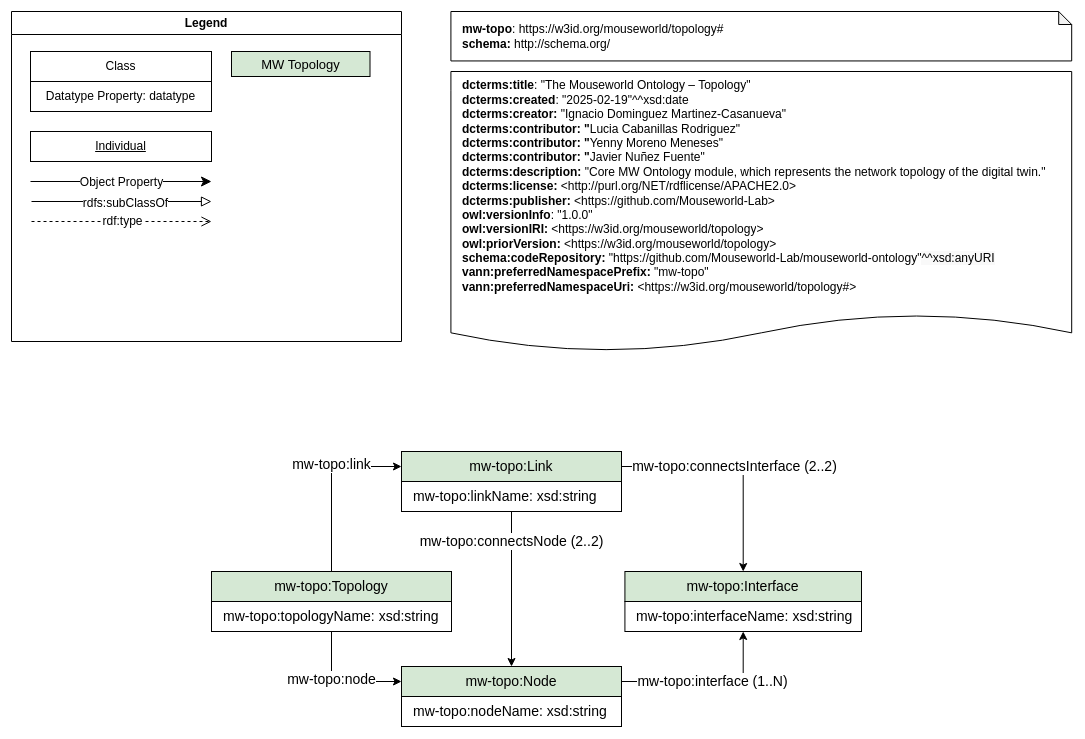 Legend
Class
Datatype Property: datatype
MW Topology
Individual
Object Property
rdfs:subClassOf
rdf:type
mw-topo: https://w3id.org/mouseworld/topology#
schema: http://schema.org/
dcterms:title: "The Mouseworld Ontology – Topology"
dcterms:created: "2025-02-19"^^xsd:date
dcterms:creator: "Ignacio Dominguez Martinez-Casanueva"
dcterms:contributor: "Lucia Cabanillas Rodriguez"
dcterms:contributor: "Yenny Moreno Meneses"
dcterms:contributor: "Javier Nuñez Fuente"
dcterms:description: "Core MW Ontology module, which represents the network topology of the digital twin."
dcterms:license: <http://purl.org/NET/rdflicense/APACHE2.0>
dcterms:publisher: <https://github.com/Mouseworld-Lab>
owl:versionInfo: "1.0.0"
owl:versionIRI: <https://w3id.org/mouseworld/topology>
owl:priorVersion: <https://w3id.org/mouseworld/topology>
schema:codeRepository: "https://github.com/Mouseworld-Lab/mouseworld-ontology"^^xsd:anyURI
vann:preferredNamespacePrefix: "mw-topo"
vann:preferredNamespaceUri: <https://w3id.org/mouseworld/topology#>
mw-topo:link
mw-topo:Link
mw-topo:linkName: xsd:string
mw-topo:connectsInterface (2..2)
mw-topo:connectsNode (2..2)
mw-topo:Topology
mw-topo:topologyName: xsd:string
mw-topo:Interface
mw-topo:interfaceName: xsd:string
mw-topo:node
mw-topo:Node
mw-topo:nodeName: xsd:string
mw-topo:interface (1..N)